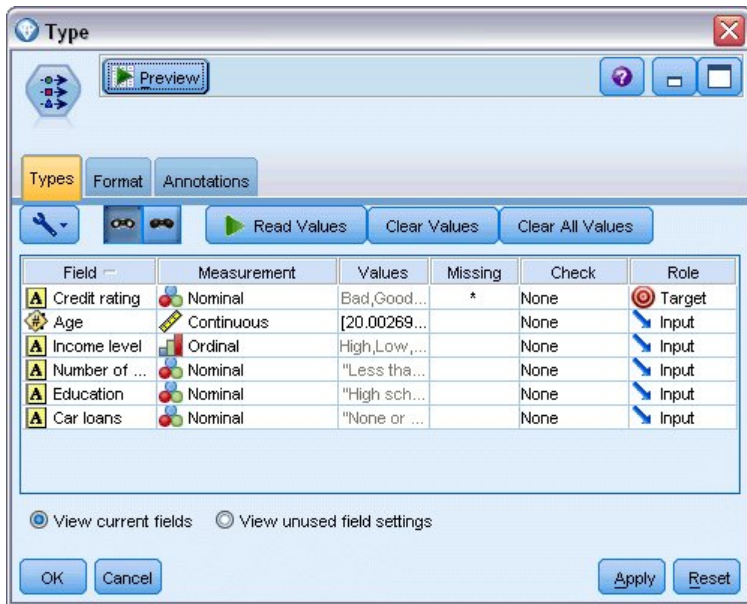 Type
Preview
Types Format Annotations
Read Values Clear Values Clear All Values
Field Measurement Values Missing Check Role
A Credit rating Nominal Bad,Good... * None Target
# Age Continuous [20.00269... None Input
A Income level Ordinal High,Low,... None Input
A Number of ... Nominal "Less tha... None Input
A Education Nominal "High sch... None Input
A Car loans Nominal "None or ... None Input
View current fields View unused field settings
OK Cancel Apply Reset